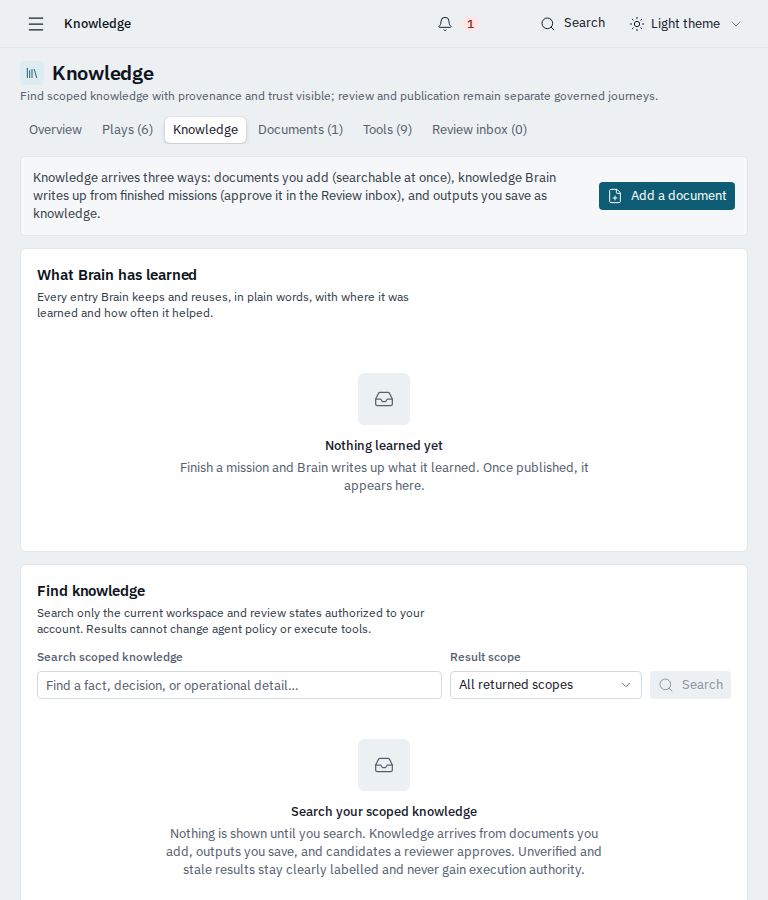 Knowledge
1
Search
Light theme
Knowledge
Find scoped knowledge with provenance and trust visible; review and publication remain separate governed journeys.
Overview
Plays (6)
Knowledge
Documents (1)
Tools (9)
Review inbox (0)
Knowledge arrives three ways: documents you add (searchable at once), knowledge Brain
writes up from finished missions (approve it in the Review inbox), and outputs you save as
knowledge.
Add a document
What Brain has learned
Every entry Brain keeps and reuses, in plain words, with where it was
learned and how often it helped.
Nothing learned yet
Finish a mission and Brain writes up what it learned. Once published, it
appears here.
Find knowledge
Search only the current workspace and review states authorized to your
account. Results cannot change agent policy or execute tools.
Search scoped knowledge
Result scope
Find a fact, decision, or operational detail...
All returned scopes
Search
Search your scoped knowledge
Nothing is shown until you search. Knowledge arrives from documents you
add, outputs you save, and candidates a reviewer approves. Unverified and
stale results stay clearly labelled and never gain execution authority.